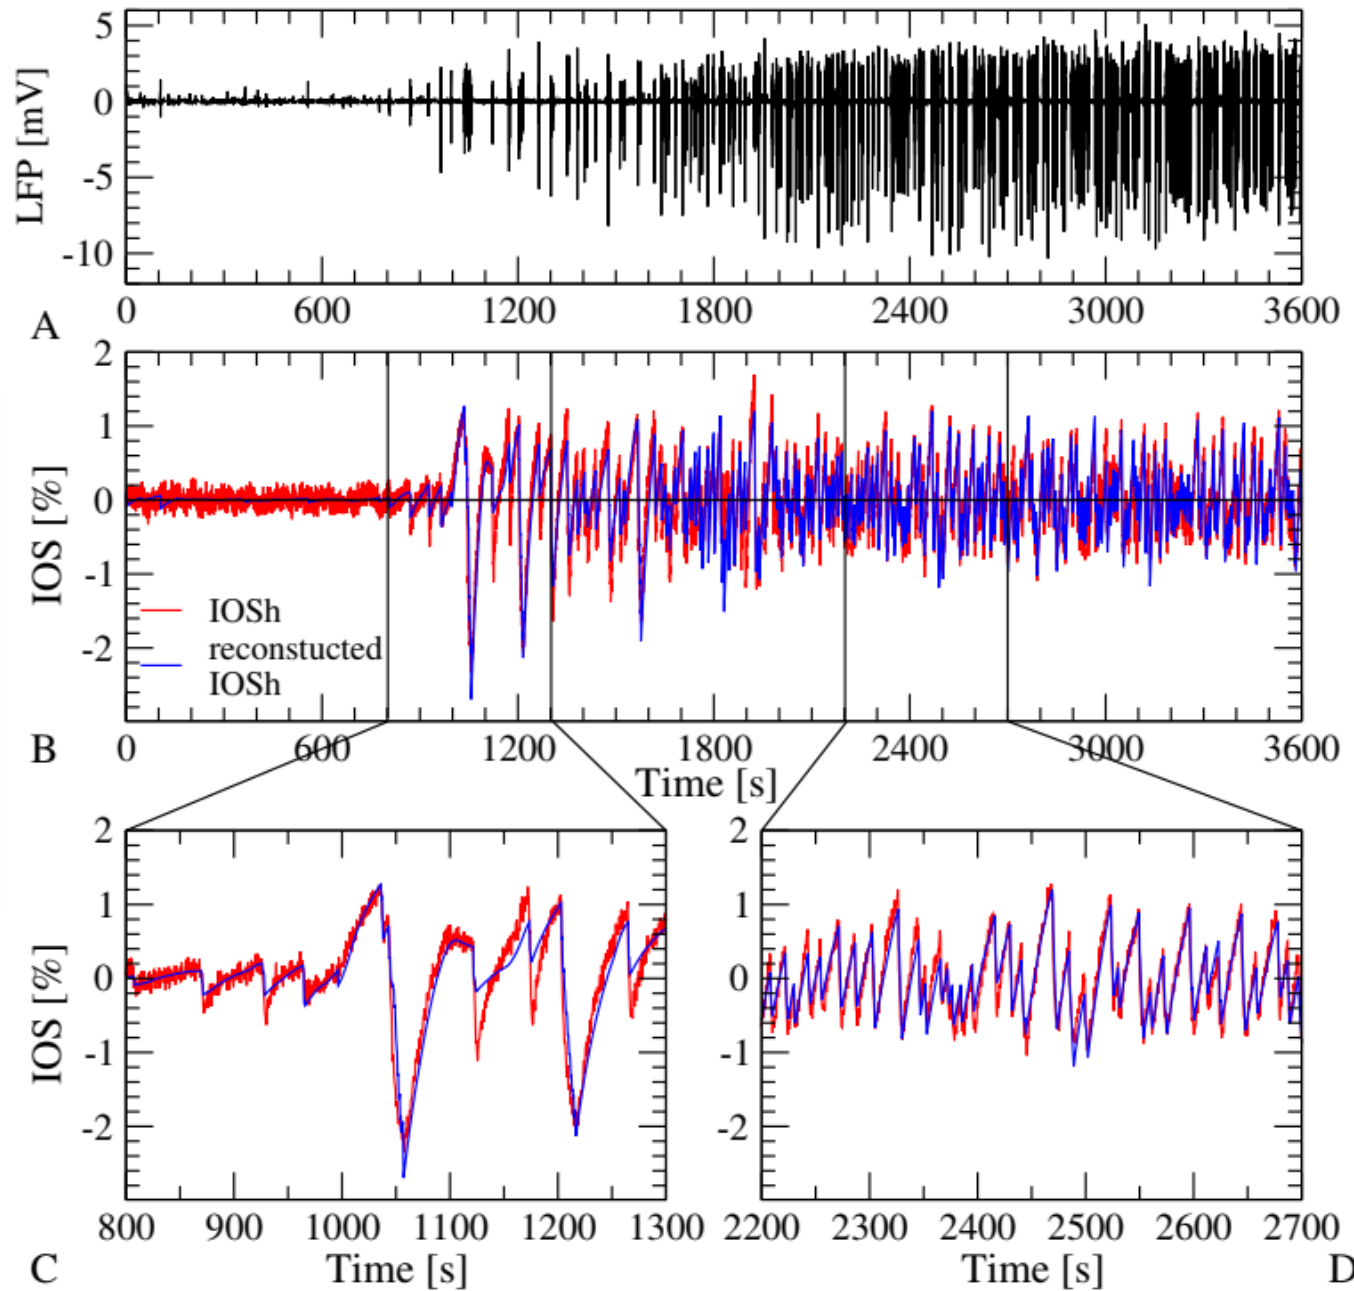 5
0
-5
-10
LFP [mV]
0 600 1200 1800 2400 3000 3600
A
2
1
0
-1
-2
IOS [%]
IOSh
reconstucted
IOSh
0 600 1200 1800 2400 3000 3600
B
Time [s]
2
1
0
-1
-2
IOS [%]
800 900 1000 1100 1200 1300
C
Time [s]
2
1
0
-1
-2
2200 2300 2400 2500 2600 2700
Time [s]
D